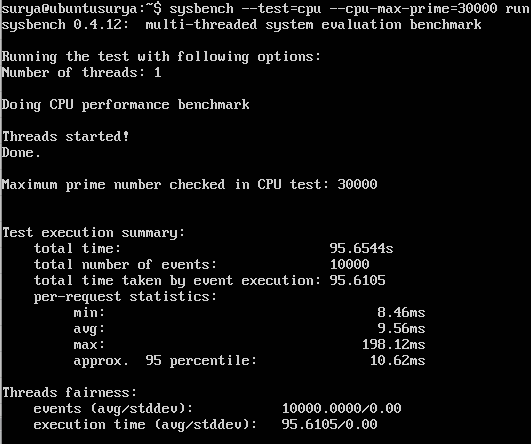 surya@ubuntusurya:~$ sysbench --test=cpu --cpu-max-prime=30000 run
sysbench 0.4.12:  multi-threaded system evaluation benchmark
Running the test with following options:
Number of threads: 1
Doing CPU performance benchmark
Threads started!
Done.
Maximum prime number checked in CPU test: 30000
Test execution summary:
total time: 95.6544s
total number of events: 10000
total time taken by event execution: 95.6105
per-request statistics:
min: 8.46ms
avg: 9.56ms
max: 198.12ms
approx.  95 percentile: 10.62ms
Threads fairness:
events (avg/stddev): 10000.0000/0.00
execution time (avg/stddev): 95.6105/0.00